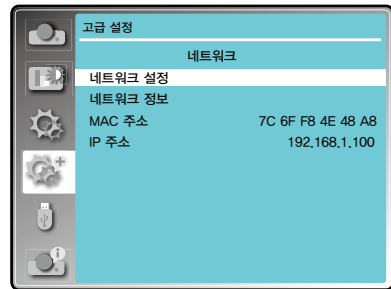 고급 설정
네트워크
네트워크 설정
네트워크 정보
MAC 주소 7C 6F F8 4E 48 A8
IP 주소 192.168.1.100